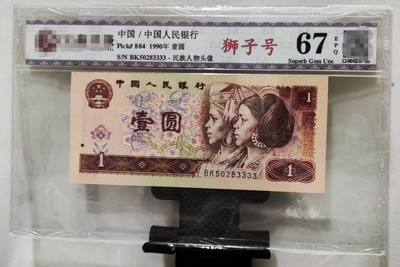 中国 / 中国人民银行
Pick# 884 1990年 壹圆
S/N BK50283333 - 民族人物头像
狮子号
67
EPQ
Superb Gem Unc
中国人民银行
壹圆
1
1
BK50283333